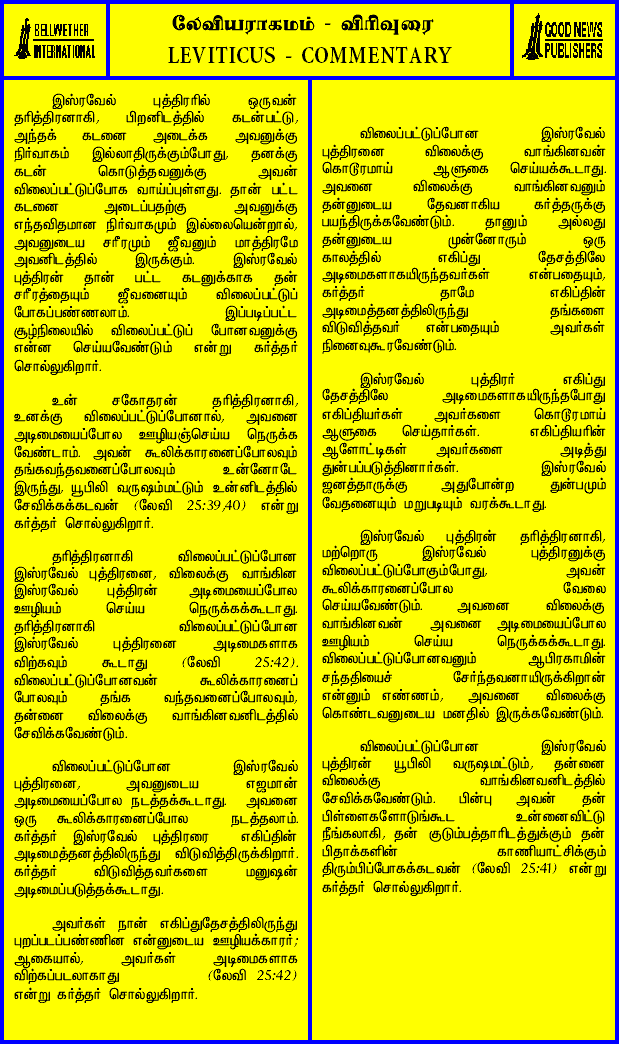 BELLWETHER
INTERNATIONAL
லேவியராகமம் - விரிவுரை
LEVITICUS - COMMENTARY
GOOD NEWS
PUBLISHERS
இஸ்ரவேல் புத்திரரில் ஒருவன்
தரித்திரனாகி, பிறனிடத்தில் கடன்பட்டு,
அந்தக் கடனை அடைக்க அவனுக்கு
நிர்வாகம் இல்லாதிருக்கும்போது, தனக்கு
கடன் கொடுத்தவனுக்கு அவன்
விலைப்பட்டுப்போக வாய்ப்புள்ளது. தான் பட்ட
கடனை அடைப்பதற்கு அவனுக்கு
எந்தவிதமான நிர்வாகமும் இல்லையென்றால்,
அவனுடைய சரீரமும் ஜீவனும் மாத்திரமே
அவனிடத்தில் இருக்கும். இஸ்ரவேல்
புத்திரன் தான் பட்ட கடனுக்காக தன்
சரீரத்தையும் ஜீவனையும் விலைப்பட்டுப்
போகப்பண்ணலாம். இப்படிப்பட்ட
சூழ்நிலையில் விலைப்பட்டுப் போனவனுக்கு
என்ன செய்யவேண்டும் என்று கர்த்தர்
சொல்லுகிறார்.
உன் சகோதரன் தரித்திரனாகி,
உனக்கு விலைப்பட்டுப்போனால், அவனை
அடிமையைப்போல ஊழியஞ்செய்ய நெருக்க
வேண்டாம். அவன் கூலிக்காரனைப்போலவும்
தங்கவந்தவனைப்போலவும் உன்னோடே
இருந்து, யூபிலி வருஷம்மட்டும் உன்னிடத்தில்
சேவிக்கக்கடவன் (லேவி 25:39,40) என்று
கர்த்தர் சொல்லுகிறார்.
தரித்திரனாகி விலைப்பட்டுப்போன
இஸ்ரவேல் புத்திரனை, விலைக்கு வாங்கின
இஸ்ரவேல் புத்திரன் அடிமையைப்போல
ஊழியம் செய்ய நெருக்கக்கூடாது.
தரித்திரனாகி விலைப்பட்டுப்போன
இஸ்ரவேல் புத்திரனை அடிமைகளாக
விற்கவும் கூடாது (லேவி 25:42).
விலைப்பட்டுப்போனவன் கூலிக்காரனைப்
போலவும் தங்க வந்தவனைப்போலவும்,
தன்னை விலைக்கு வாங்கினவனிடத்தில்
சேவிக்கவேண்டும்.
விலைப்பட்டுப்போன இஸ்ரவேல்
புத்திரனை, அவனுடைய எஜமான்
அடிமையைப்போல நடத்தக்கூடாது. அவனை
ஒரு கூலிக்காரனைப்போல நடத்தலாம்.
கர்த்தர் இஸ்ரவேல் புத்திரரை எகிப்தின்
அடிமைத்தனத்திலிருந்து விடுவித்திருக்கிறார்.
கர்த்தர் விடுவித்தவர்களை மனுஷன்
அடிமைப்படுத்தக்கூடாது.
அவர்கள் நான் எகிப்துதேசத்திலிருந்து
புறப்படப்பண்ணின என்னுடைய ஊழியக்காரர்;
ஆகையால், அவர்கள் அடிமைகளாக
விற்கப்படலாகாது (லேவி 25:42)
என்று கர்த்தர் சொல்லுகிறார்.
விலைப்பட்டுப்போன இஸ்ரவேல்
புத்திரனை விலைக்கு வாங்கினவன்
கொடூரமாய் ஆளுகை செய்யக்கூடாது.
அவனை விலைக்கு வாங்கினவனும்
தன்னுடைய தேவனாகிய கர்த்தருக்கு
பயந்திருக்கவேண்டும். தானும் அல்லது
தன்னுடைய முன்னோரும் ஒரு
காலத்தில் எகிப்து தேசத்திலே
அடிமைகளாகயிருந்தவர்கள் என்பதையும்,
கர்த்தர் தாமே எகிப்தின்
அடிமைத்தனத்திலிருந்து தங்களை
விடுவித்தவர் என்பதையும் அவர்கள்
நினைவுகூரவேண்டும்.
இஸ்ரவேல் புத்திரர் எகிப்து
தேசத்திலே அடிமைகளாகயிருந்தபோது
எகிப்தியர்கள் அவர்களை கொடூரமாய்
ஆளுகை செய்தார்கள். எகிப்தியரின்
ஆளோட்டிகள் அவர்களை அடித்து
துன்பப்படுத்தினார்கள். இஸ்ரவேல்
ஜனத்தாருக்கு அதுபோன்ற துன்பமும்
வேதனையும் மறுபடியும் வரக்கூடாது.
இஸ்ரவேல் புத்திரன் தரித்திரனாகி,
மற்றொரு இஸ்ரவேல் புத்திரனுக்கு
விலைப்பட்டுப்போகும்போது, அவன்
கூலிக்காரனைப்போல வேலை
செய்யவேண்டும். அவனை விலைக்கு
வாங்கினவன் அவனை அடிமையைப்போல
ஊழியம் செய்ய நெருக்கக்கூடாது.
விலைப்பட்டுப்போனவனும் ஆபிரகாமின்
சந்ததியைச் சேர்ந்தவனாயிருக்கிறான்
என்னும் எண்ணம், அவனை விலைக்கு
கொண்டவனுடைய மனதில் இருக்கவேண்டும்.
விலைப்பட்டுப்போன இஸ்ரவேல்
புத்திரன் யூபிலி வருஷமட்டும், தன்னை
விலைக்கு வாங்கினவனிடத்தில்
சேவிக்கவேண்டும். பின்பு அவன் தன்
பிள்ளைகளோடுங்கூட உன்னைவிட்டு
நீங்கலாகி, தன் குடும்பத்தாரிடத்துக்கும் தன்
பிதாக்களின் காணியாட்சிக்கும்
திரும்பிப்போகக்கடவன் (லேவி 25:41) என்று
கர்த்தர் சொல்லுகிறார்.